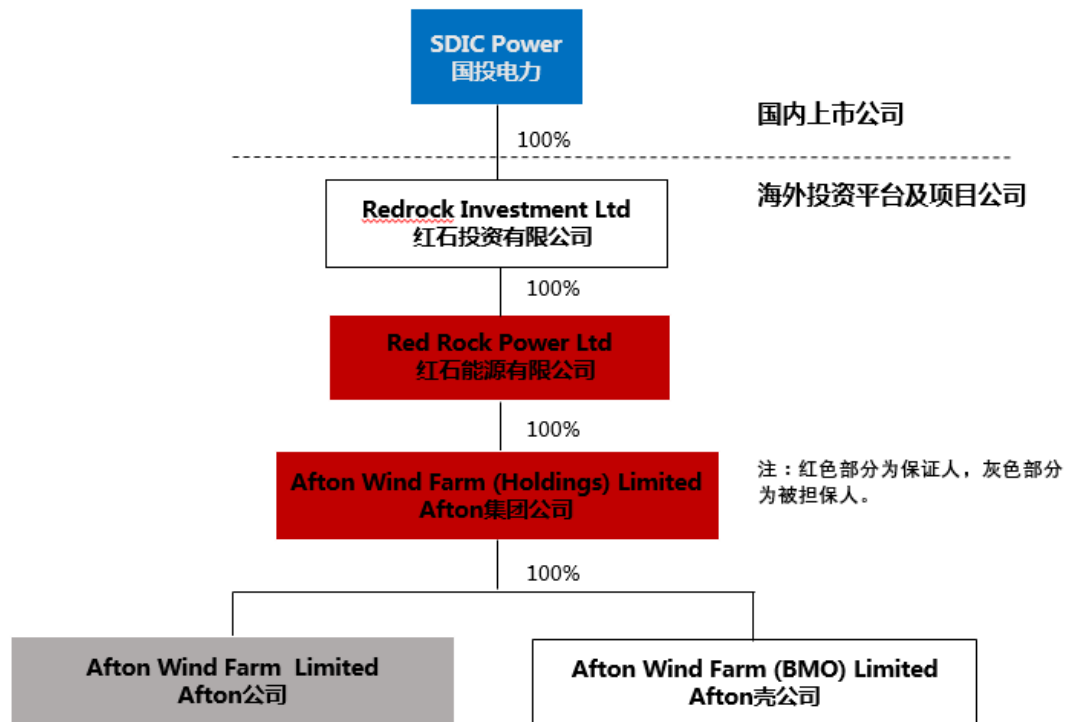 SDIC Power
国投电力
国内上市公司
100%
海外投资平台及项目公司
Redrock Investment Ltd
红石投资有限公司
100%
Red Rock Power Ltd
红石能源有限公司
100%
Afton Wind Farm (Holdings) Limited
Afton集团公司
注：红色部分为保证人，灰色部分
为被担保人。
100%
Afton Wind Farm  Limited
Afton公司
Afton Wind Farm (BMO) Limited
Afton壳公司